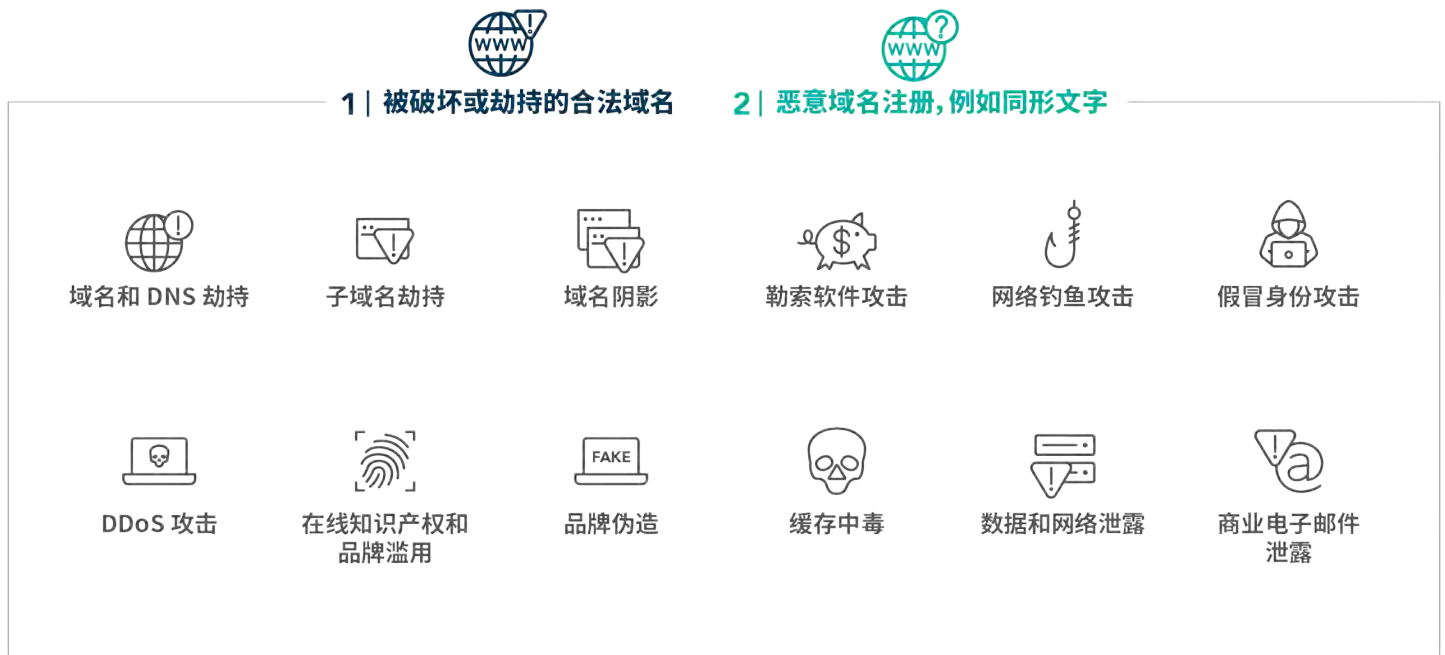 WWW
WWW
1 | 被破坏或劫持的合法域名
2 | 恶意域名注册，例如同形文字
域名和 DNS 劫持
子域名劫持
域名阴影
勒索软件攻击
网络钓鱼攻击
假冒身份攻击
FAKE
DDoS 攻击
在线知识产权和
品牌滥用
品牌伪造
缓存中毒
数据和网络泄露
商业电子邮件
泄露